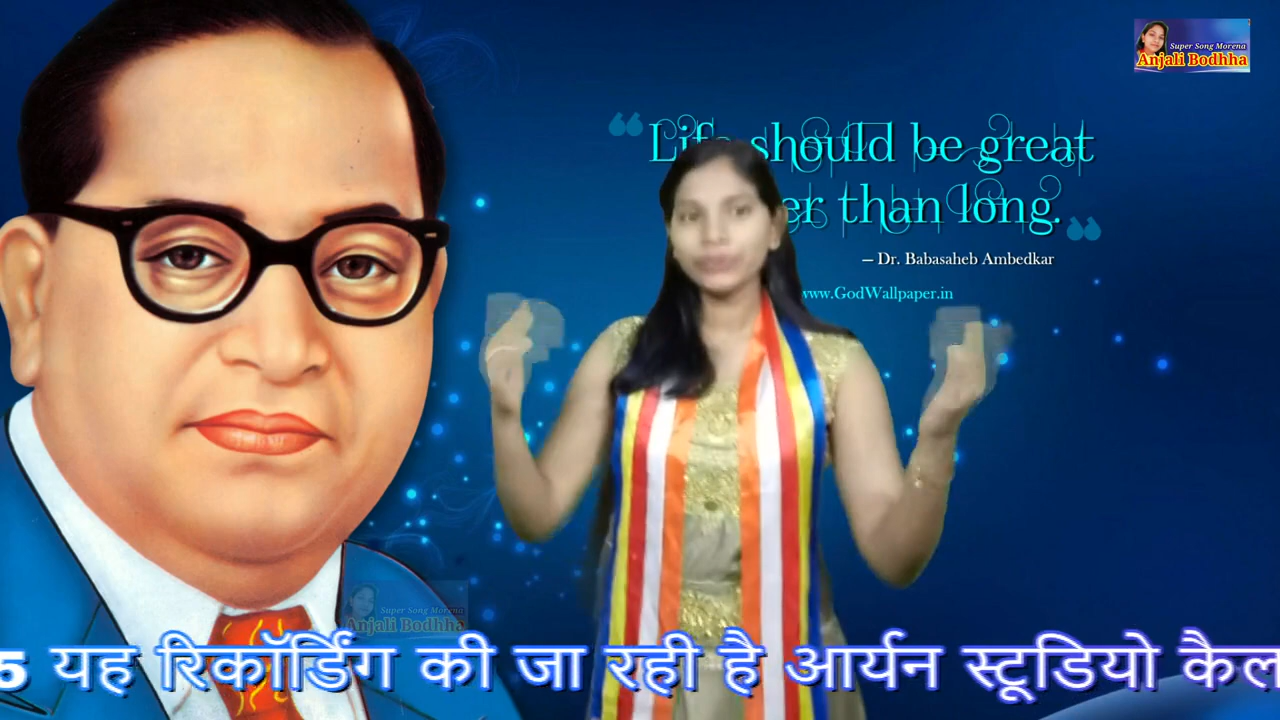 Super Song Morena
Anjali Bodhha
“ Life should be great
than long. ”
– Dr. Babasaheb Ambedkar
www.GodWallpaper.in
Super Song Morena
Anjali Bodhha
5 यह रिकॉर्डिंग की जा रही है आर्यन स्टूडियो कैल